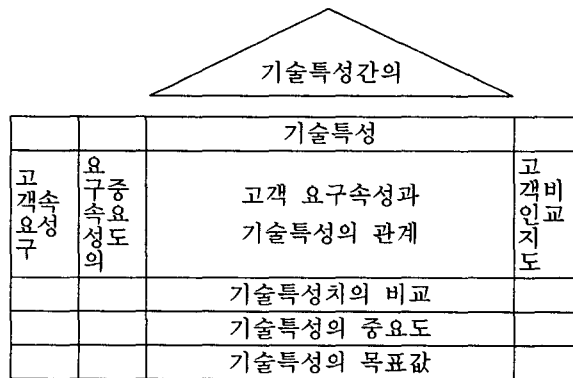 기술특성간의
기술특성
고객요구
속성
요구속성의
중요도
고객 요구속성과
기술특성의 관계
고객인지도
비교
기술특성치의 비교
기술특성의 중요도
기술특성의 목표값